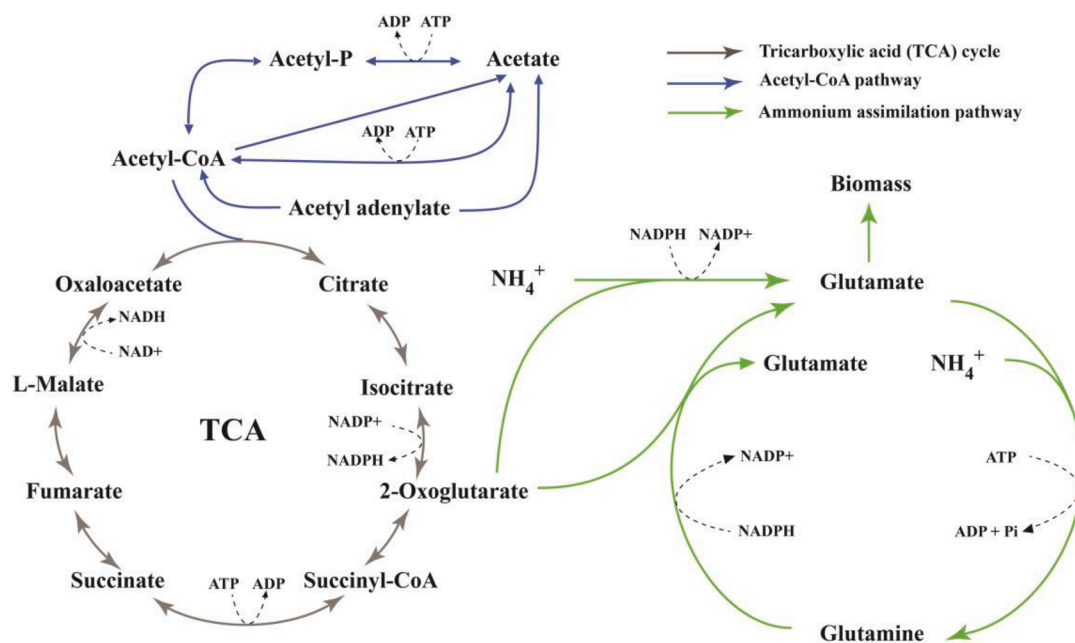 ADP ATP
Acetyl-P
Acetate
ADP ATP
Acetyl-CoA
Acetyl adenylate
Tricarboxylic acid (TCA) cycle
Acetyl-CoA pathway
Ammonium assimilation pathway
Biomass
NADPH NADP+
NH₄⁺
Glutamate
Oxaloacetate
Citrate
NADH
NAD+
L-Malate
Isocitrate
Glutamate
NH₄⁺
TCA
NADP+
NADPH
NADP+
ATP
Fumarate
2-Oxoglutarate
NADPH
ADP + Pi
Succinate
ATP ADP
Succinyl-CoA
Glutamine